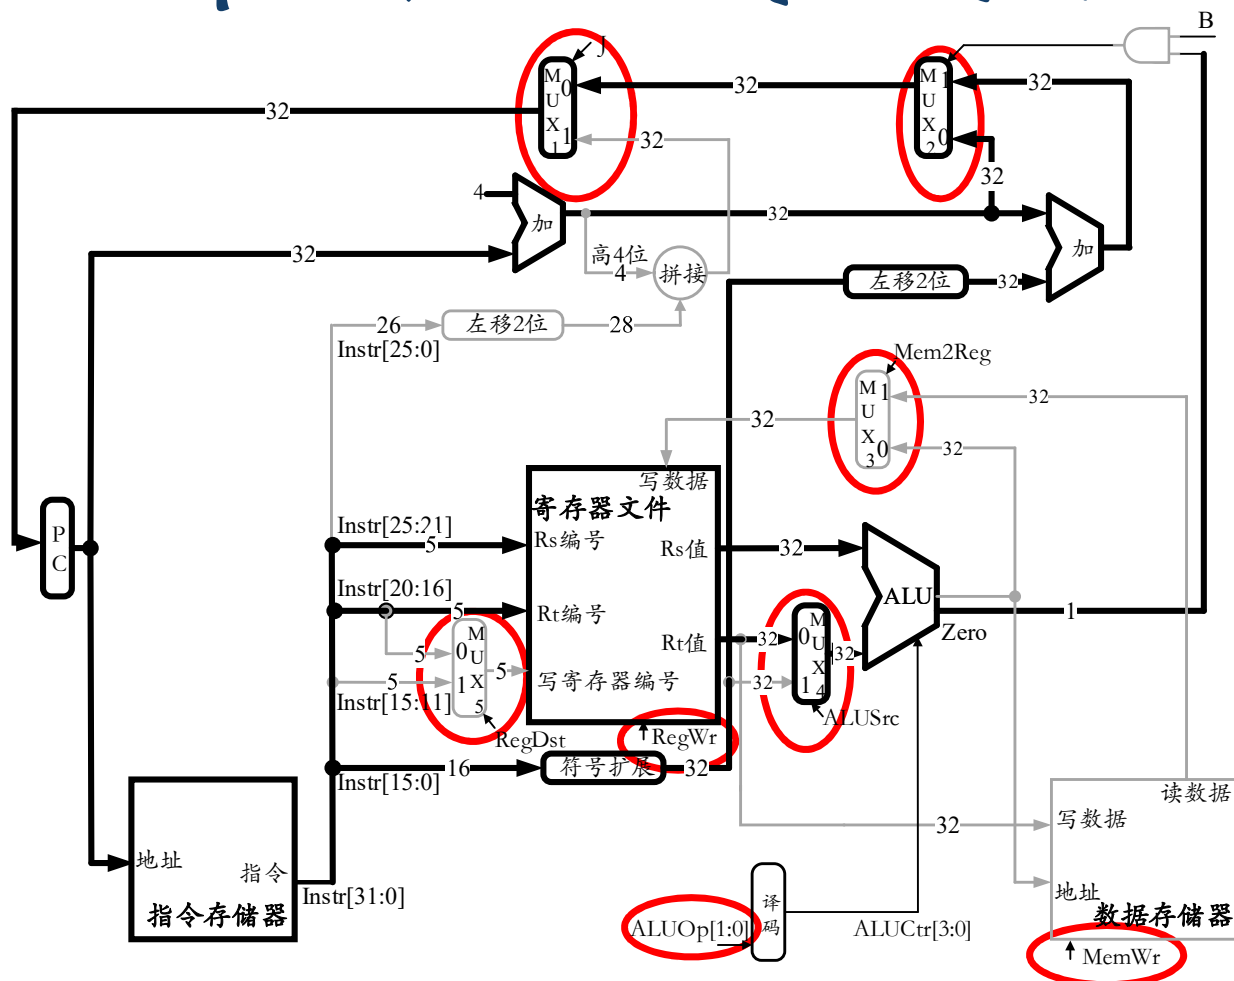 B
J
M
U
X
1
0
1
32
32
M
U
X
2
1
0
32
32
32
32
4
加
32
32
加
高4位
4
拼接
左移2位
32
26
左移2位
28
Instr[25:0]
Mem2Reg
M
U
X
3
1
0
32
32
32
P
C
写数据
寄存器文件
Instr[25:21]
5
Rs编号
Rs值
32
Instr[20:16]
5
Rt编号
Rt值
32
ALU
1
Zero
0
1
M
U
X
4
32
32
5
0
M
U
X
5
1
5
5
写寄存器编号
Instr[15:11]
RegDst
RegWr
ALUSrc
Instr[15:0]
16
符号扩展
32
读数据
写数据
32
地址
数据存储器
MemWr
地址
指令
指令存储器
Instr[31:0]
译
码
ALUOp[1:0]
ALUCtr[3:0]